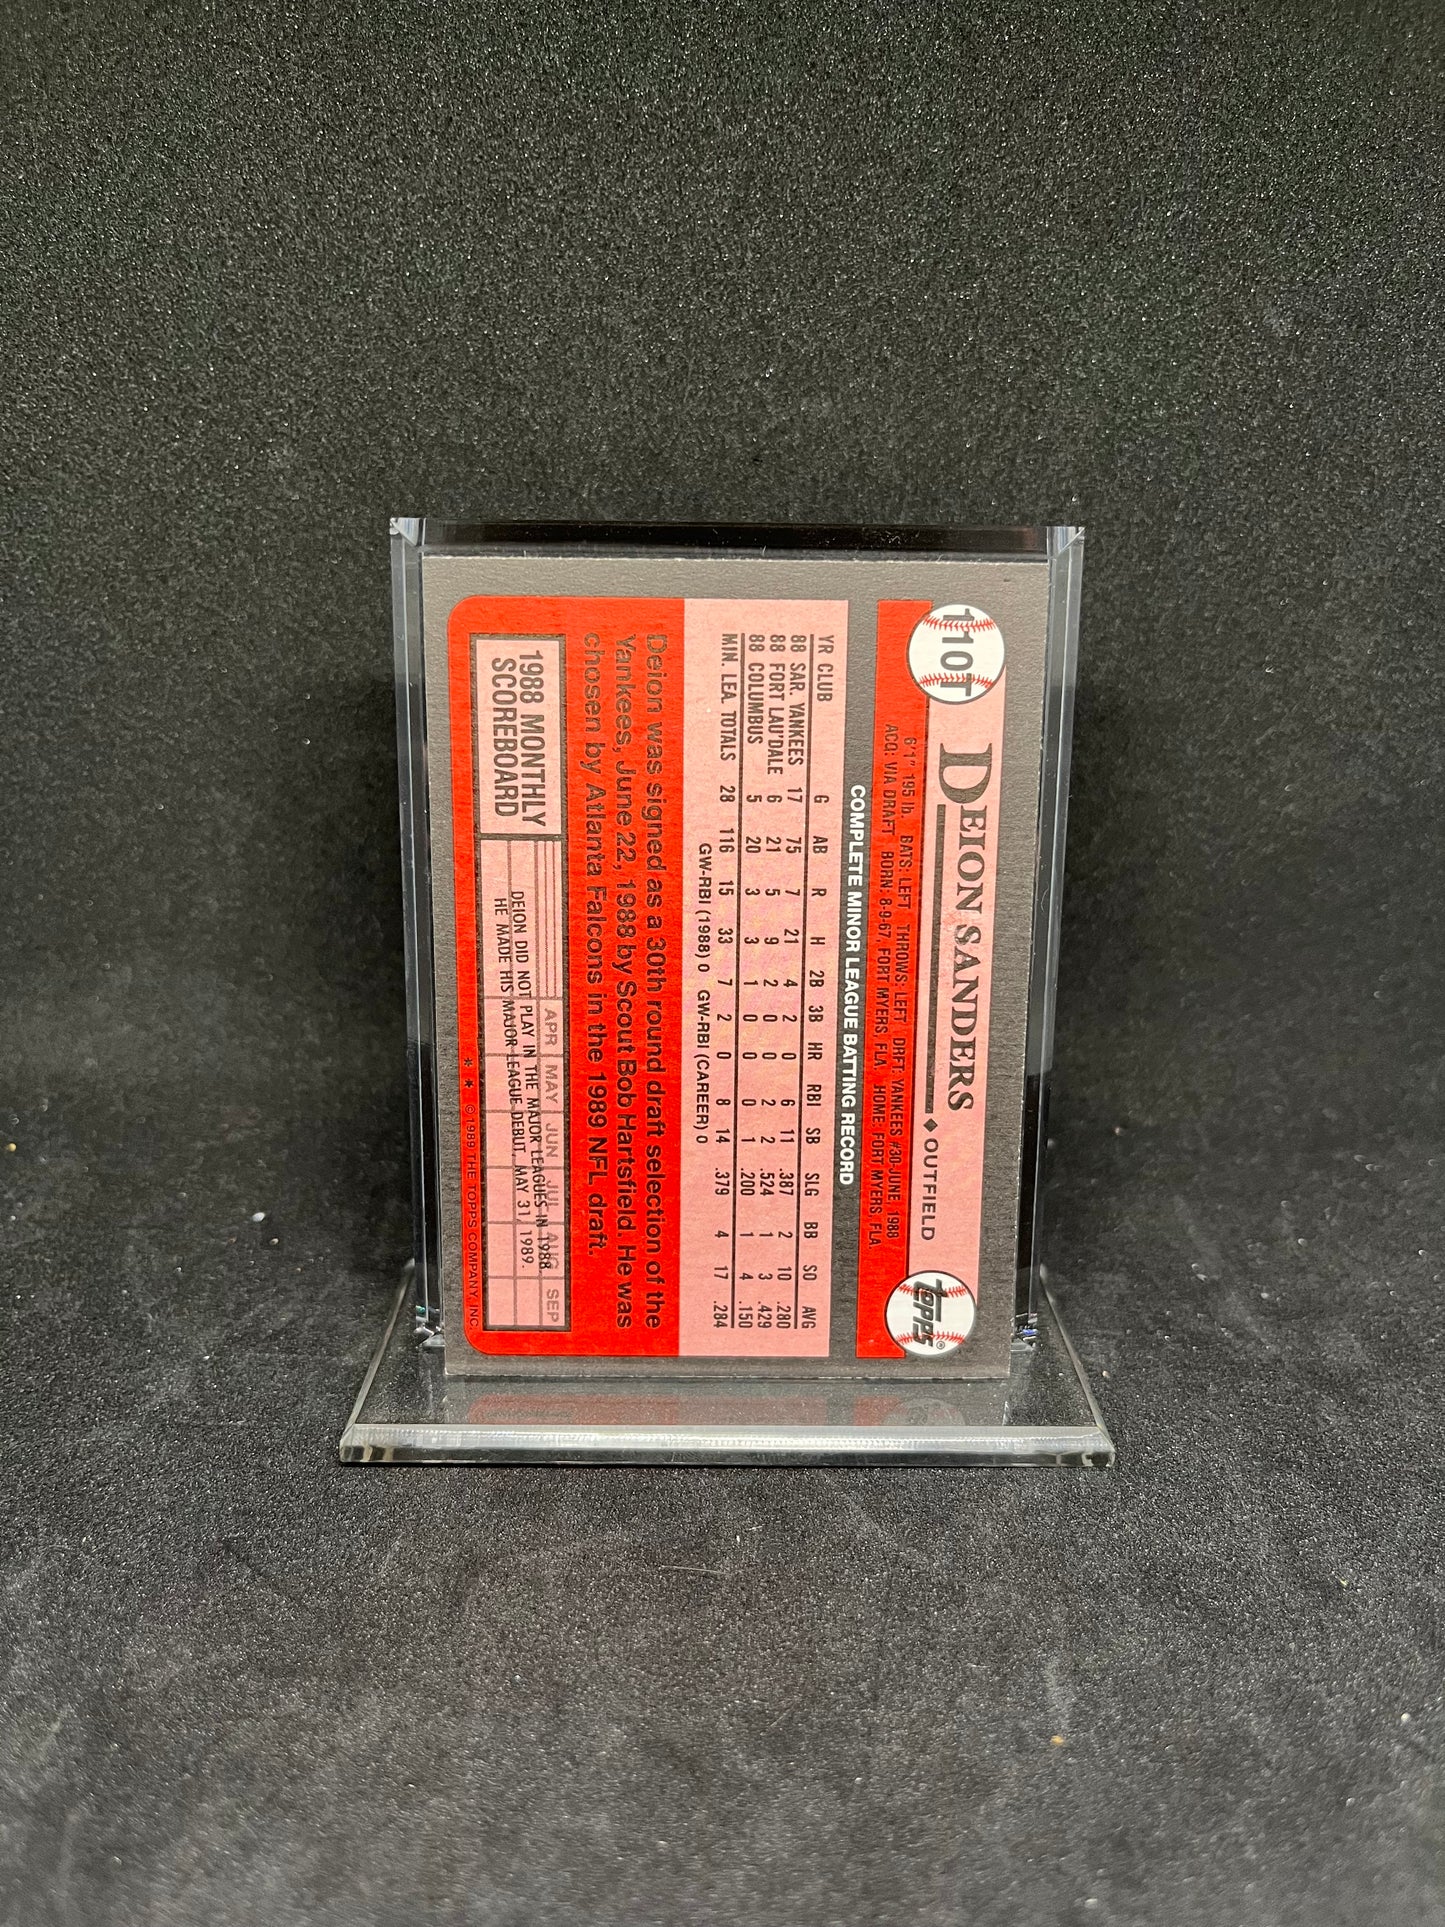 110T
DEION SANDERS ♦ OUTFIELD
topps®
6'1" 195 lb. BATS: LEFT THROWS: LEFT DRFT: YANKEES #30-JUNE, 1988
ACQ: VIA DRAFT BORN: 8-9-67, FORT MYERS, FLA. HOME: FORT MYERS, FLA.
COMPLETE MINOR LEAGUE BATTING RECORD
YR CLUB G AB R H 2B 3B HR RBI SB SLG BB SO AVG
88 SAR. YANKEES 17 75 7 21 4 2 0 6 11 .387 2 10 .280
88 FORT LAU'DALE 6 21 5 9 2 0 0 2 2 .524 1 3 .429
88 COLUMBUS 5 20 3 3 1 0 0 0 1 .200 1 4 .150
MIN. LEA. TOTALS 28 116 15 33 7 2 0 8 14 .379 4 17 .284
GW-RBI (1988) 0 GW-RBI (CAREER) 0
Deion was signed as a 30th round draft selection of the
Yankees, June 22, 1988 by Scout Bob Hartsfield. He was
chosen by Atlanta Falcons in the 1989 NFL draft.
1988 MONTHLY
SCOREBOARD
APR MAY JUN JUL AUG SEP
DEION DID NOT PLAY IN THE MAJOR LEAGUES IN 1988.
HE MADE HIS MAJOR LEAGUE DEBUT, MAY 31, 1989.
* * © 1989 THE TOPPS COMPANY, INC.